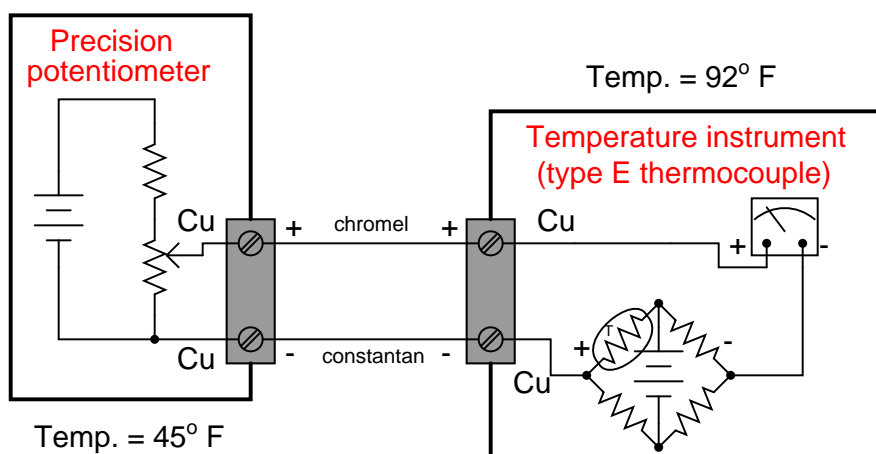 Precision
potentiometer
Temp. = 92° F
Temperature instrument
(type E thermocouple)
Cu
+
chromel
+
Cu
+
-
T
+
-
Cu
-
constantan
-
Cu
Temp. = 45° F